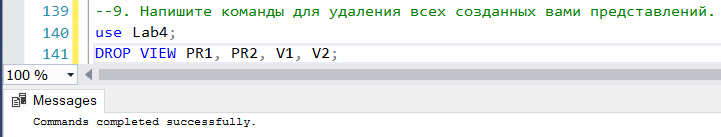 139 --9. Напишите команды для удаления всех созданных вами представлений.
140 use Lab4;
141 DROP VIEW PR1, PR2, V1, V2;
100 %
Messages
Commands completed successfully.